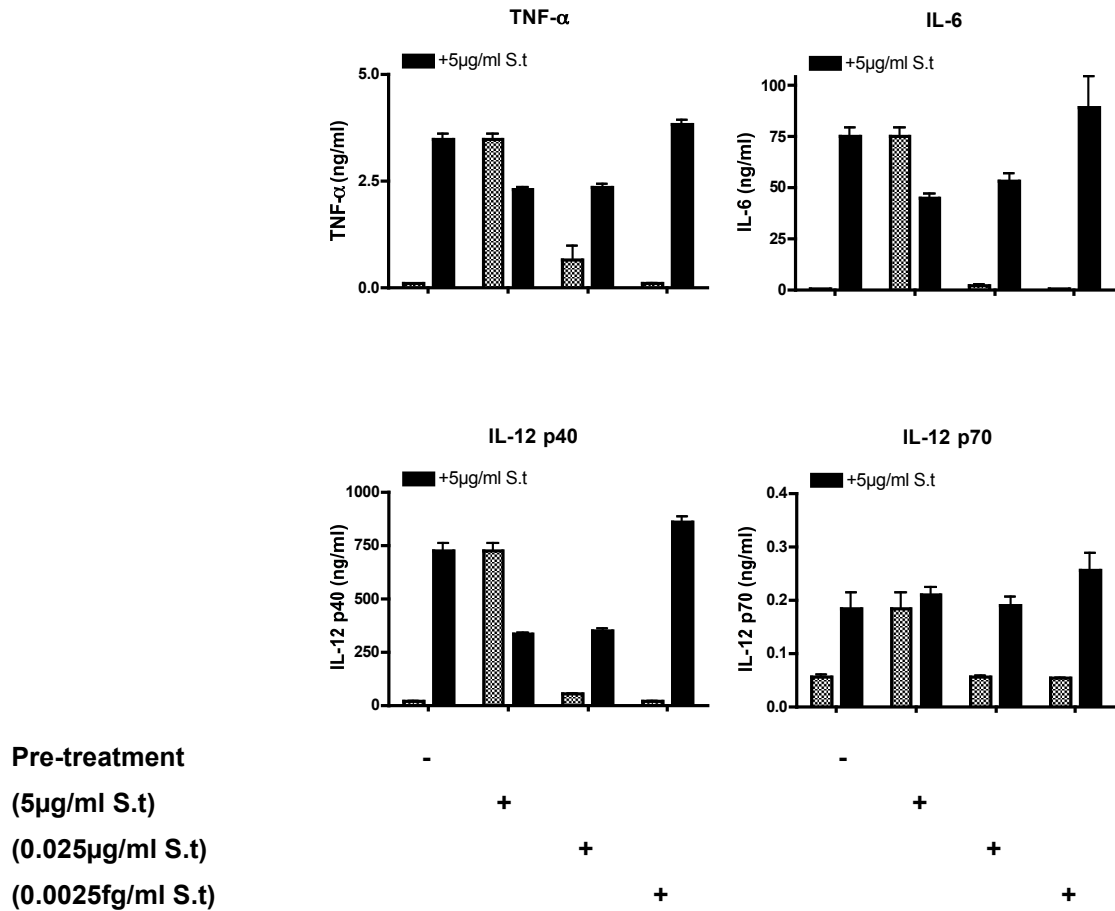 TNF-α
IL-6
+5µg/ml S.t
+5µg/ml S.t
5.0
2.5
0.0
TNF-α (ng/ml)
100
75
50
25
0
IL-6 (ng/ml)
IL-12 p40
IL-12 p70
+5µg/ml S.t
+5µg/ml S.t
1000
750
500
250
0
IL-12 p40 (ng/ml)
0.4
0.3
0.2
0.1
0.0
IL-12 p70 (ng/ml)
Pre-treatment - -
(5µg/ml S.t) + +
(0.025µg/ml S.t) + +
(0.0025fg/ml S.t) + +